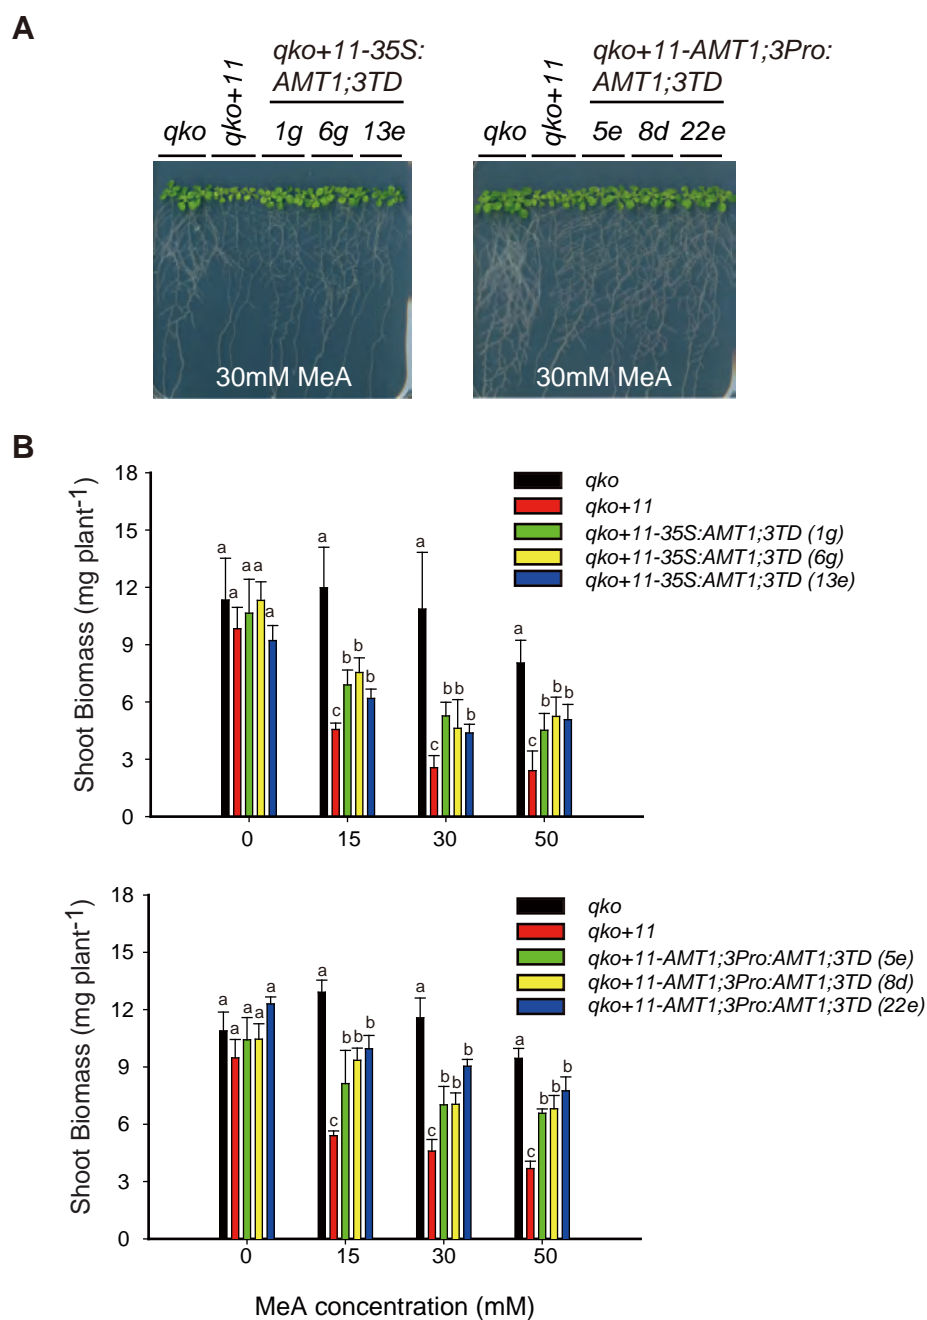 A
qko+11-35S:
AMT1;3TD
qko
qko+11
1g 6g 13e
qko+11-AMT1;3Pro:
AMT1;3TD
qko
qko+11
5e 8d 22e
30mM MeA
30mM MeA
B
Shoot Biomass (mg plant-1)
18
15
12
9
6
3
0
a a a a a
a c b b b
a c b b b
a c b b b
qko
qko+11
qko+11-35S:AMT1;3TD (1g)
qko+11-35S:AMT1;3TD (6g)
qko+11-35S:AMT1;3TD (13e)
0 15 30 50
Shoot Biomass (mg plant-1)
18
15
12
9
6
3
0
a a a a a
a c b b b
a c b b b
a c b b b
qko
qko+11
qko+11-AMT1;3Pro:AMT1;3TD (5e)
qko+11-AMT1;3Pro:AMT1;3TD (8d)
qko+11-AMT1;3Pro:AMT1;3TD (22e)
0 15 30 50
MeA concentration (mM)